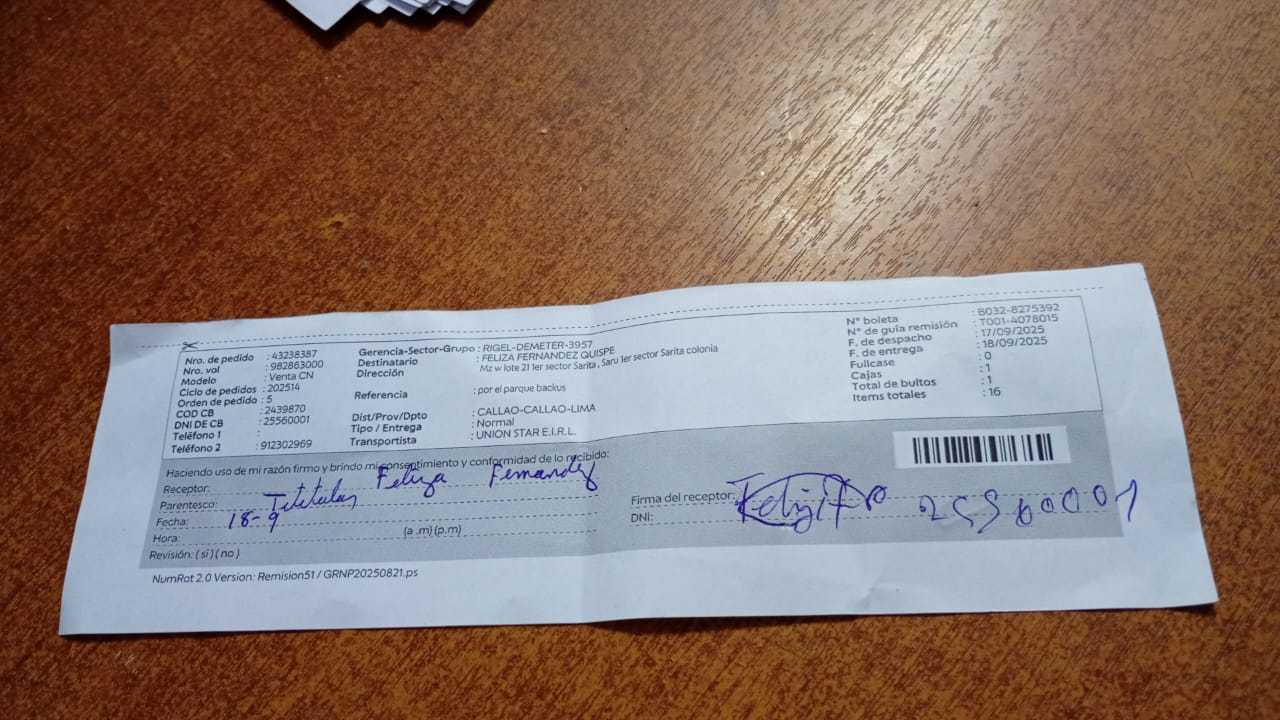 Nro. de pedido : 43238387
Nro. vol : 982863000
Modelo : Venta CN
Ciclo de pedidos : 202514
Orden de pedido : 5
COD CB : 2439870
DNI DE CB : 25560001
Teléfono 1 :
Teléfono 2 : 912302969
Gerencia-Sector-Grupo : RIGEL-DEMETER-3957
Destinatario : FELIZA FERNANDEZ QUISPE
Dirección : Mz w lote 21 1er sector Sarita , Saru 1er sector Sarita colonia
Referencia : por el parque backus
Dist/Prov/Dpto : CALLAO-CALLAO-LIMA
Tipo / Entrega : Normal
Transportista : UNION STAR E.I.R.L.
N° boleta : B032-8275392
N° de guía remisión : T001-4078015
F. de despacho : 17/09/2025
F. de entrega : 18/09/2025
Fullcase : 0
Cajas : 1
Total de bultos : 1
Items totales : 16
Haciendo uso de mi razón firmo y brindo mi consentimiento y conformidad de lo recibido:
Receptor: Feliza Fernandez
Parentesco:
Fecha: 18-9
Hora: (a .m) (p.m)
Revisión: ( si ) ( no )
Firma del receptor:
DNI: 25560001
NumRot 2.0 Version: Remision51 / GRNP20250821.ps